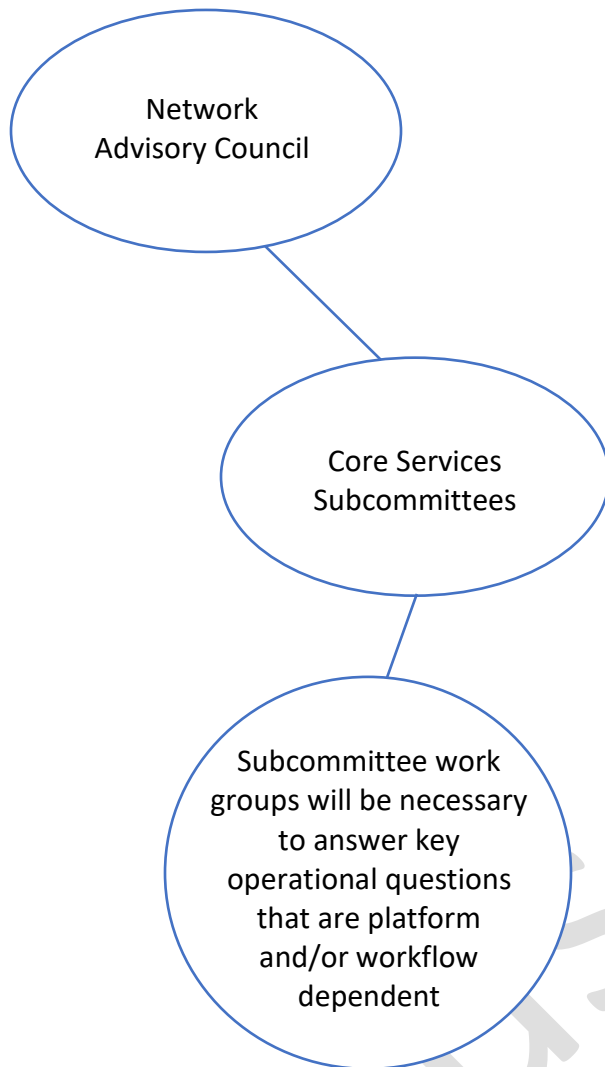 Network
Advisory Council
Core Services
Subcommittees
Subcommittee work
groups will be necessary
to answer key
operational questions
that are platform
and/or workflow
dependent